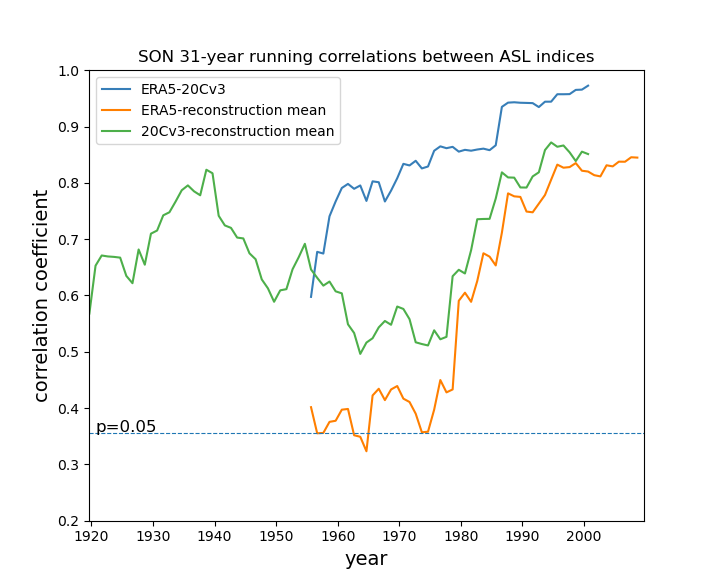 SON 31-year running correlations between ASL indices
ERA5-20Cv3
ERA5-reconstruction mean
20Cv3-reconstruction mean
1.0
0.9
0.8
0.7
0.6
0.5
0.4
0.3
0.2
correlation coefficient
p=0.05
1920 1930 1940 1950 1960 1970 1980 1990 2000
year